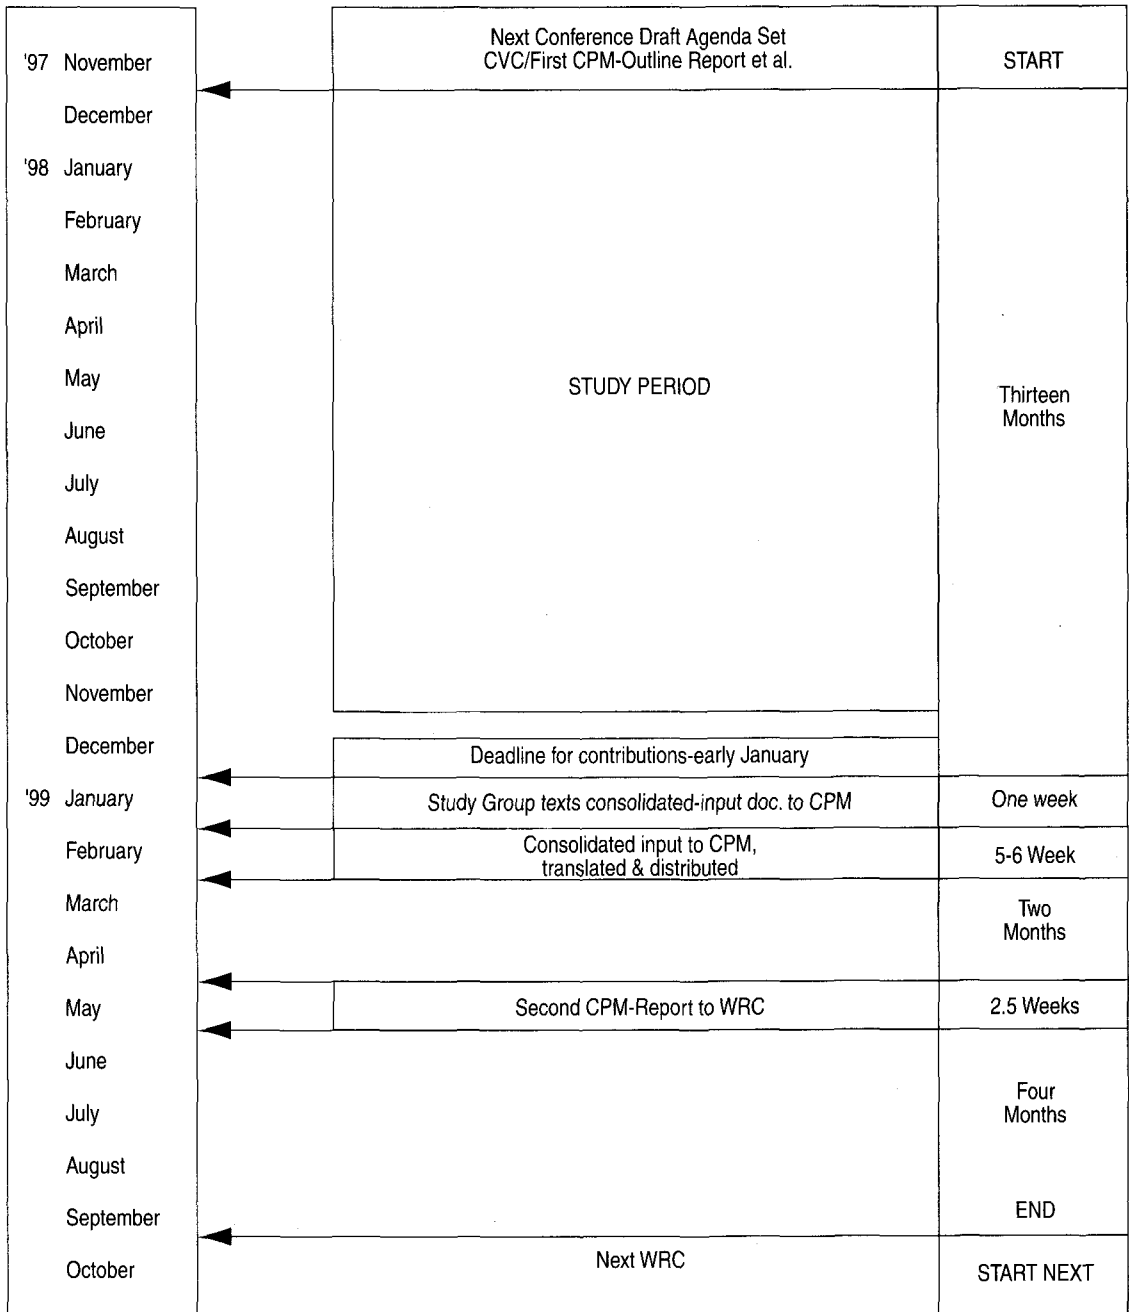 Next Conference Draft Agenda Set
'97 November
CVC/First CPM-Outline Report et al.
START
December
'98 January
February
March
April
May
STUDY PERIOD
Thirteen
Months
June
July
August
September
October
November
December
Deadline for contributions-early January
'99 January
Study Group texts consolidated-input doc. to CPM
One week
February
Consolidated input to CPM,
translated & distributed
5-6 Week
March
Two
Months
April
May
Second CPM-Report to WRC
2.5 Weeks
June
July
Four
Months
August
September
END
October
Next WRC
START NEXT